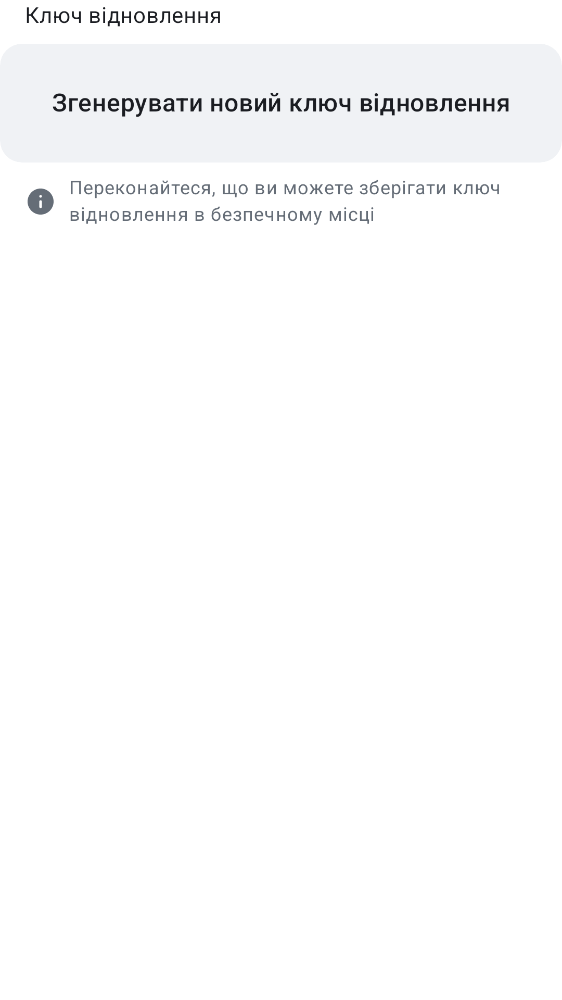 Ключ відновлення
Згенерувати новий ключ відновлення
Переконайтеся, що ви можете зберігати ключ
відновлення в безпечному місці